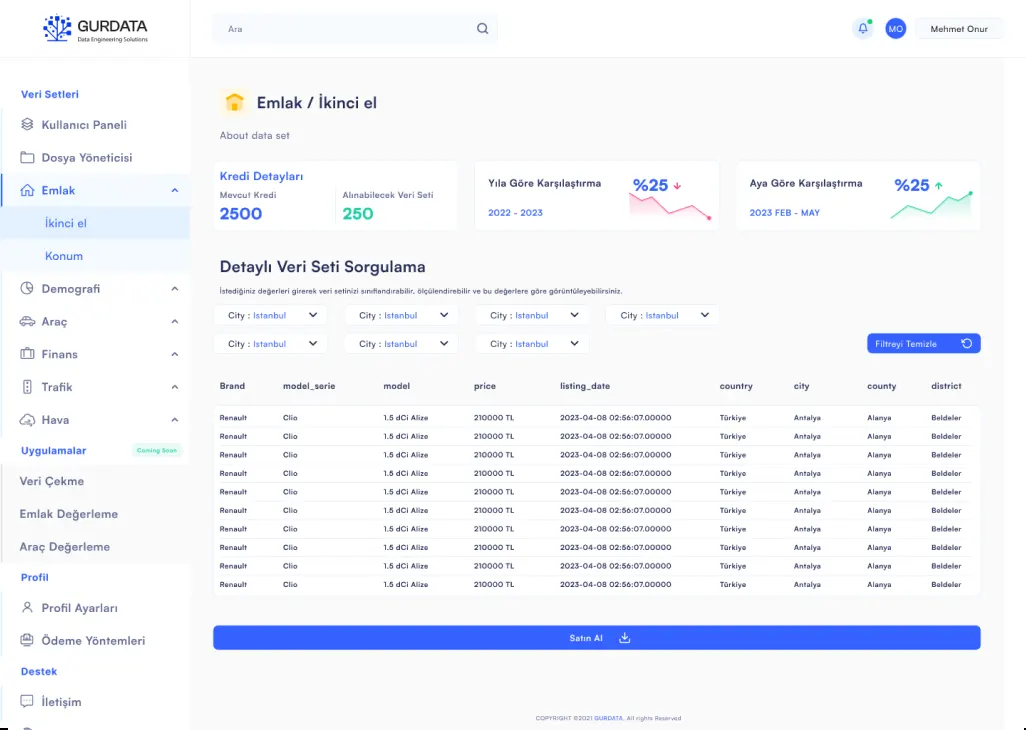 GURDATA
Data Engineering Solutions
Ara
MO
Mehmet Onur
Veri Setleri
Kullanıcı Paneli
Dosya Yöneticisi
Emlak
İkinci el
Konum
Demografi
Araç
Finans
Trafik
Hava
Uygulamalar
Coming Soon
Veri Çekme
Emlak Değerleme
Araç Değerleme
Profil
Profil Ayarları
Ödeme Yöntemleri
Destek
İletişim
Emlak / İkinci el
About data set
Kredi Detayları
Mevcut Kredi Alınabilecek Veri Seti
2500 250
Yıla Göre Karşılaştırma %25
2022 - 2023
Aya Göre Karşılaştırma %25
2023 FEB - MAY
Detaylı Veri Seti Sorgulama
İstediğiniz değerleri girerek veri setinizi sınıflandırabilir, ölçülendirebilir ve bu değerlere göre görüntüleyebilirsiniz.
City : Istanbul City : Istanbul City : Istanbul City : Istanbul
City : Istanbul City : Istanbul City : Istanbul Filtreyi Temizle
Brand model_serie model price listing_date country city county district
Renault Clio 1.5 dCi Alize 210000 TL 2023-04-08 02:56:07.00000 Türkiye Antalya Alanya Beldeler
Renault Clio 1.5 dCi Alize 210000 TL 2023-04-08 02:56:07.00000 Türkiye Antalya Alanya Beldeler
Renault Clio 1.5 dCi Alize 210000 TL 2023-04-08 02:56:07.00000 Türkiye Antalya Alanya Beldeler
Renault Clio 1.5 dCi Alize 210000 TL 2023-04-08 02:56:07.00000 Türkiye Antalya Alanya Beldeler
Renault Clio 1.5 dCi Alize 210000 TL 2023-04-08 02:56:07.00000 Türkiye Antalya Alanya Beldeler
Renault Clio 1.5 dCi Alize 210000 TL 2023-04-08 02:56:07.00000 Türkiye Antalya Alanya Beldeler
Renault Clio 1.5 dCi Alize 210000 TL 2023-04-08 02:56:07.00000 Türkiye Antalya Alanya Beldeler
Renault Clio 1.5 dCi Alize 210000 TL 2023-04-08 02:56:07.00000 Türkiye Antalya Alanya Beldeler
Renault Clio 1.5 dCi Alize 210000 TL 2023-04-08 02:56:07.00000 Türkiye Antalya Alanya Beldeler
Renault Clio 1.5 dCi Alize 210000 TL 2023-04-08 02:56:07.00000 Türkiye Antalya Alanya Beldeler
Satın Al
COPYRIGHT ©2021 GURDATA, All rights Reserved